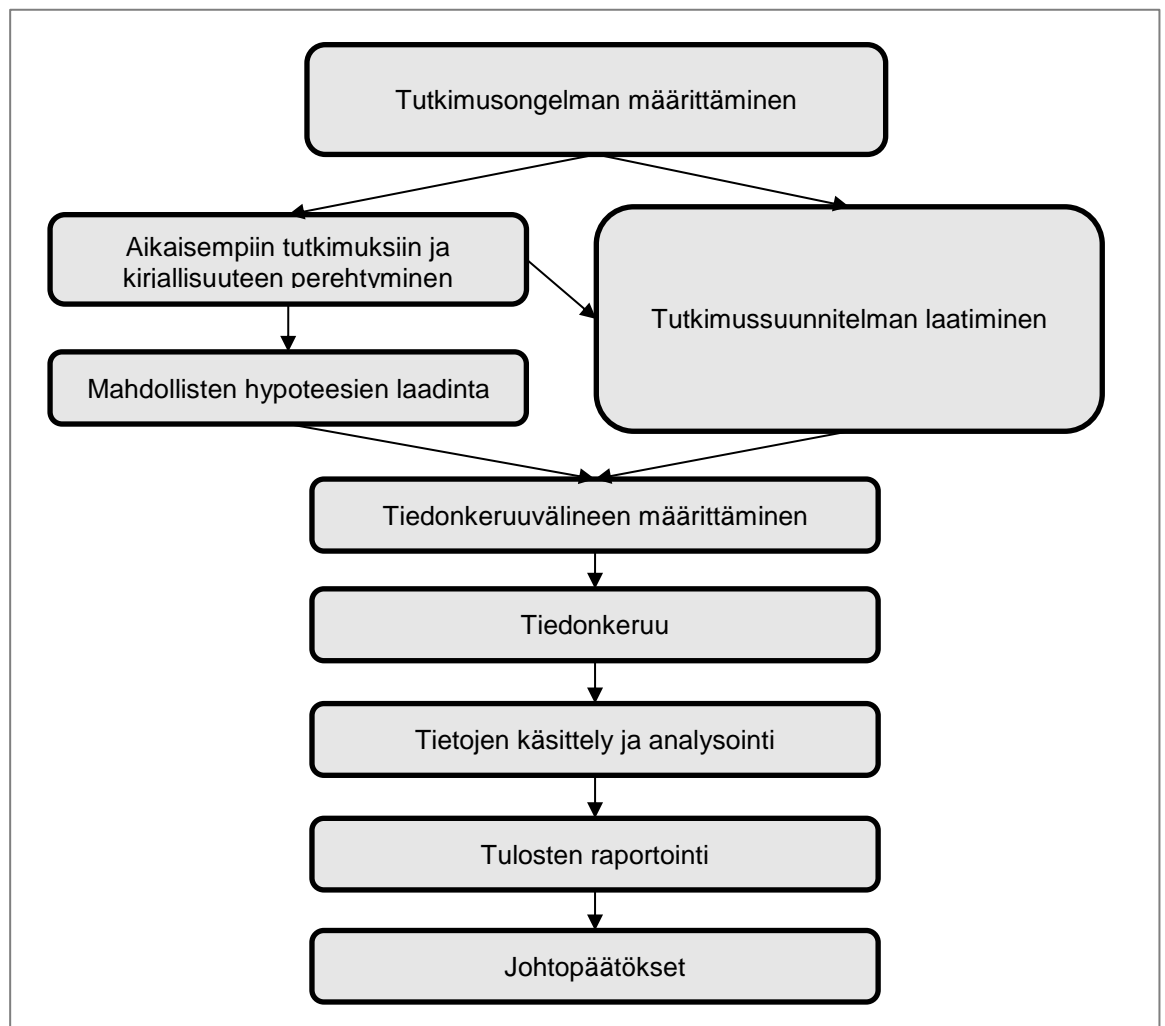 Tutkimusongelman määrittäminen
Aikaisempiin tutkimuksiin ja
kirjallisuuteen perehtyminen
Tutkimussuunnitelman laatiminen
Mahdollisten hypoteesien laadinta
Tiedonkeruuvälineen määrittäminen
Tiedonkeruu
Tietojen käsittely ja analysointi
Tulosten raportointi
Johtopäätökset